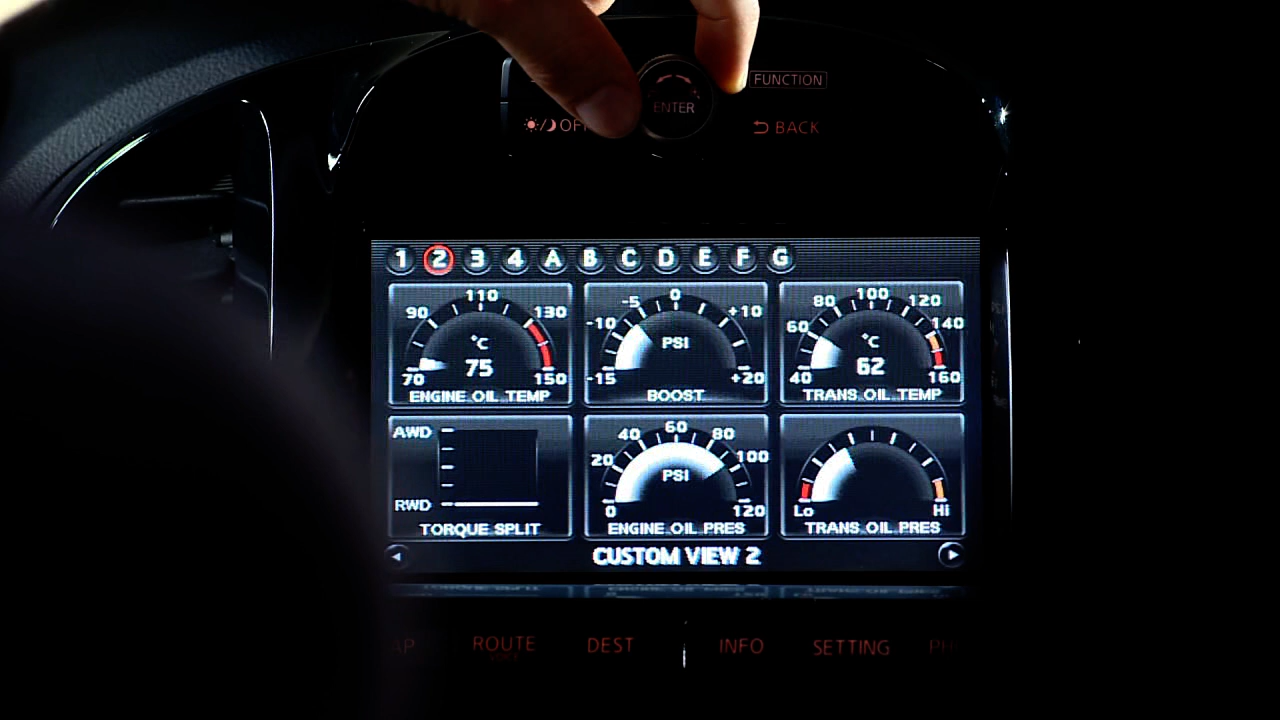 FUNCTION
ENTER
OFF
BACK
1 2 3 4 A B C D E F G
70 90 110 130 150
°C
75
ENGINE OIL TEMP
-15 -10 -5 0 +10 +20
PSI
BOOST
40 60 80 100 120 140 160
°C
62
TRANS OIL TEMP
AWD
RWD
TORQUE SPLIT
0 20 40 60 80 100 120
PSI
ENGINE OIL PRES
Lo Hi
TRANS OIL PRES
CUSTOM VIEW 2
ROUTE DEST INFO SETTING